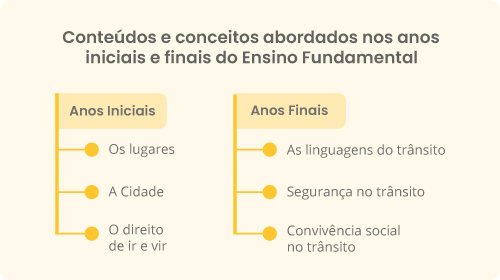 Conteúdos e conceitos abordados nos anos
iniciais e finais do Ensino Fundamental
Anos Iniciais
Os lugares
A Cidade
O direito
de ir e vir
Anos Finais
As linguagens do trânsito
Segurança no trânsito
Convivência social
no trânsito